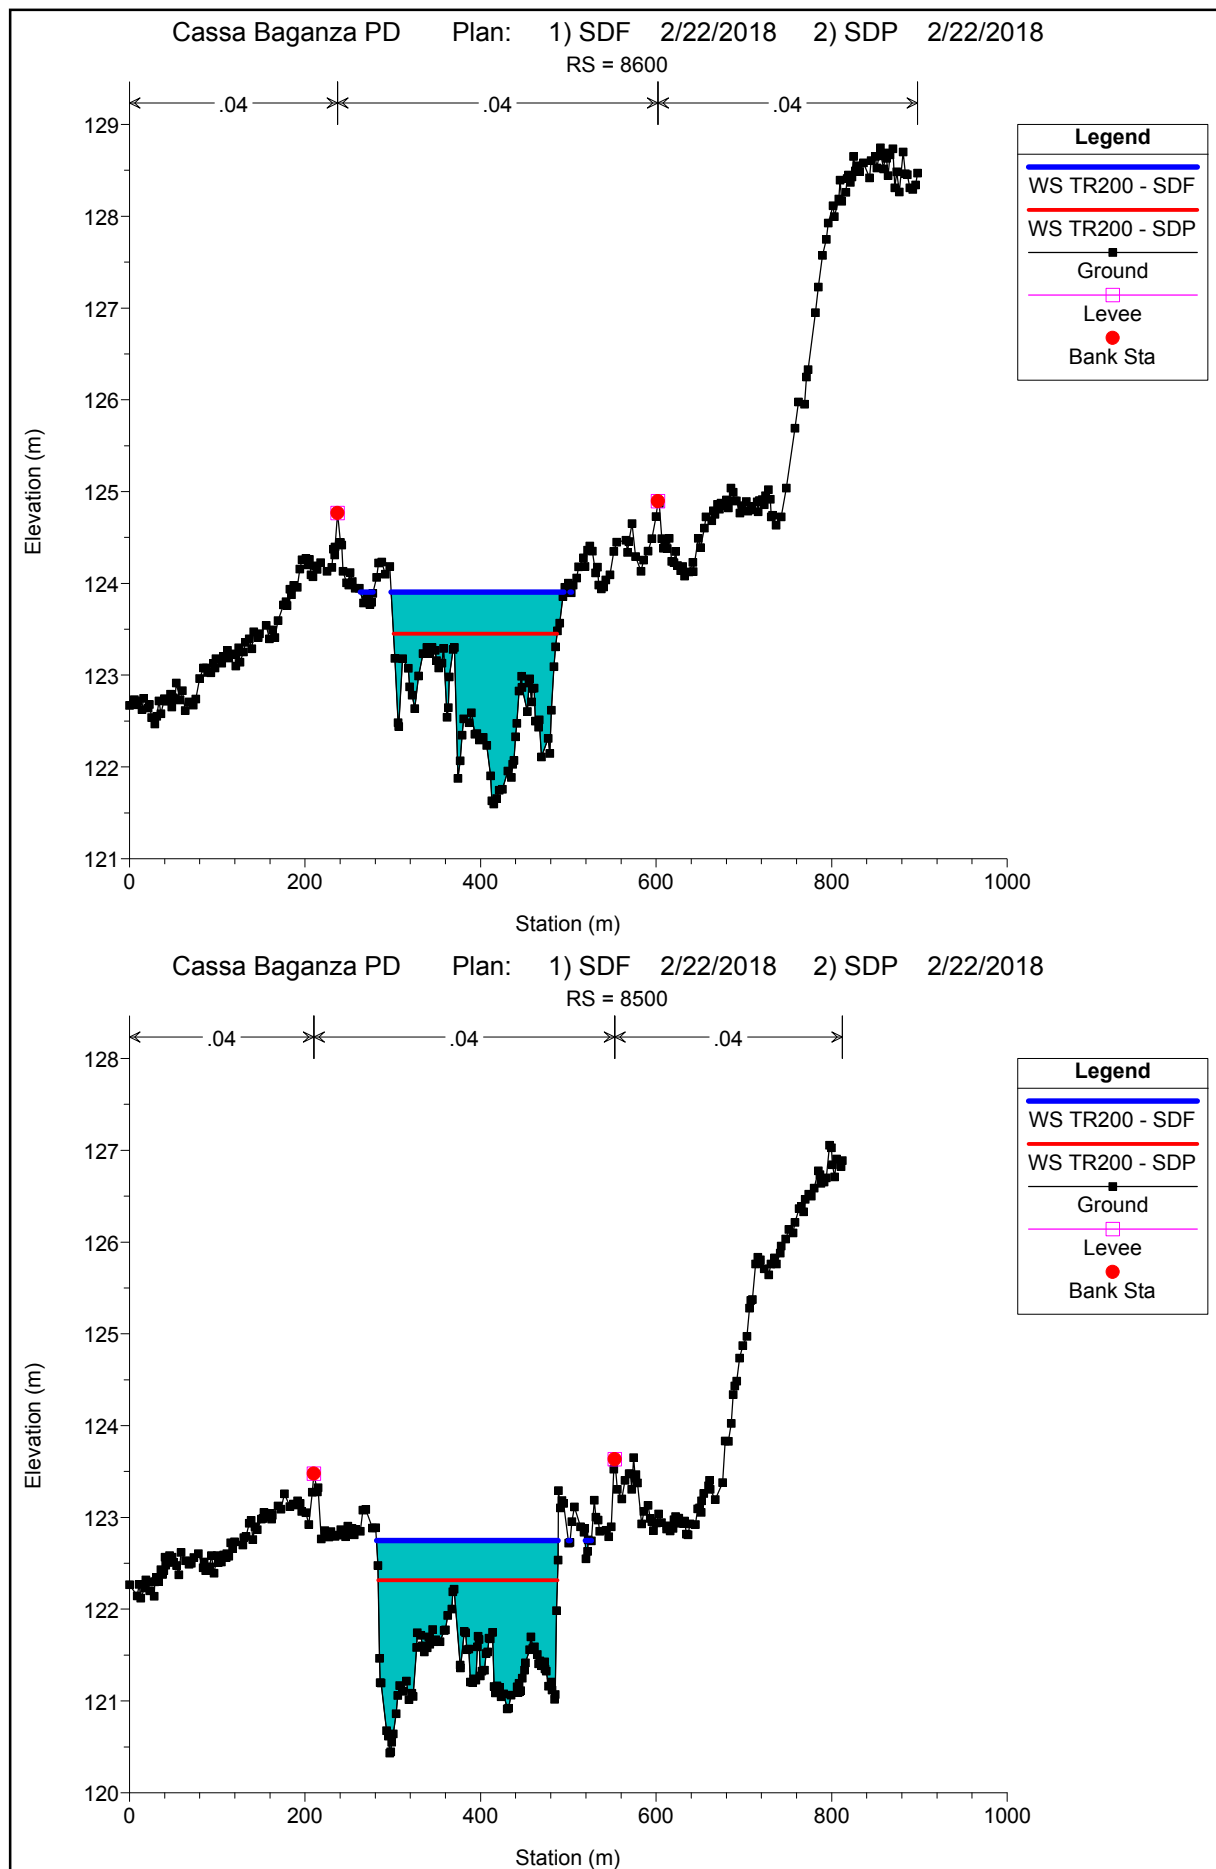 Cassa Baganza PD Plan: 1) SDF 2/22/2018 2) SDP 2/22/2018
RS = 8600
.04 .04 .04
129
128
127
126
125
124
123
122
121
Elevation (m)
0 200 400 600 800 1000
Station (m)
Legend
WS TR200 - SDF
WS TR200 - SDP
Ground
Levee
Bank Sta
Cassa Baganza PD Plan: 1) SDF 2/22/2018 2) SDP 2/22/2018
RS = 8500
.04 .04 .04
128
127
126
125
124
123
122
121
120
Elevation (m)
0 200 400 600 800 1000
Station (m)
Legend
WS TR200 - SDF
WS TR200 - SDP
Ground
Levee
Bank Sta